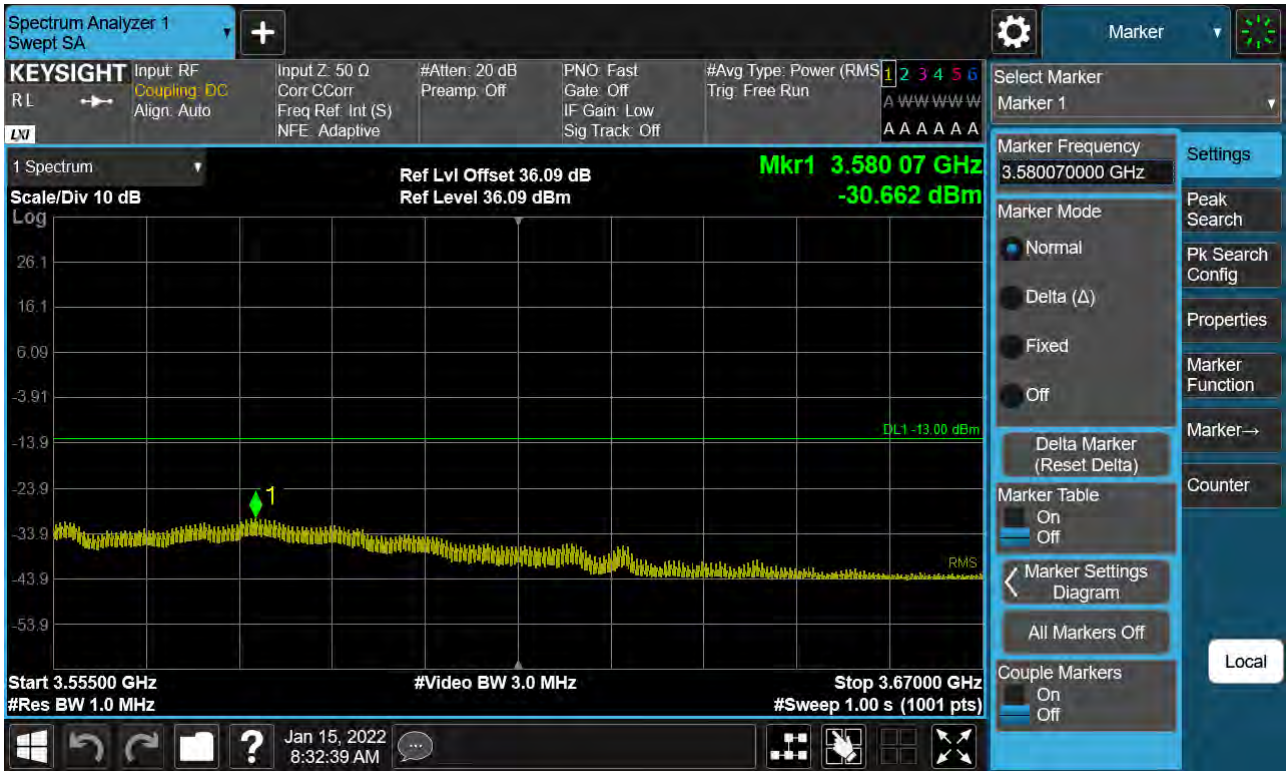 Spectrum Analyzer 1
Swept SA
Marker
KEYSIGHT
RL
LXI
Input: RF
Coupling: DC
Align: Auto
Input Z: 50 Ω
Corr CCorr
Freq Ref: Int (S)
NFE: Adaptive
#Atten: 20 dB
Preamp: Off
PNO: Fast
Gate: Off
IF Gain: Low
Sig Track: Off
#Avg Type: Power (RMS
Trig: Free Run
1 2 3 4 5 6
A W W W W W
A A A A A A
Select Marker
Marker 1
1 Spectrum
Scale/Div 10 dB
Log
Ref Lvl Offset 36.09 dB
Ref Level 36.09 dBm
Mkr1 3.580 07 GHz
-30.662 dBm
26.1
16.1
6.09
-3.91
-13.9
-23.9
-33.9
-43.9
-53.9
DL1 -13.00 dBm
1
RMS
Start 3.55500 GHz
#Res BW 1.0 MHz
#Video BW 3.0 MHz
Stop 3.67000 GHz
#Sweep 1.00 s (1001 pts)
Marker Frequency
3.580070000 GHz
Marker Mode
Normal
Delta (Δ)
Fixed
Off
Delta Marker
(Reset Delta)
Marker Table
On
Off
Marker Settings
Diagram
All Markers Off
Couple Markers
On
Off
Settings
Peak
Search
Pk Search
Config
Properties
Marker
Function
Marker→
Counter
Local
?
Jan 15, 2022
8:32:39 AM